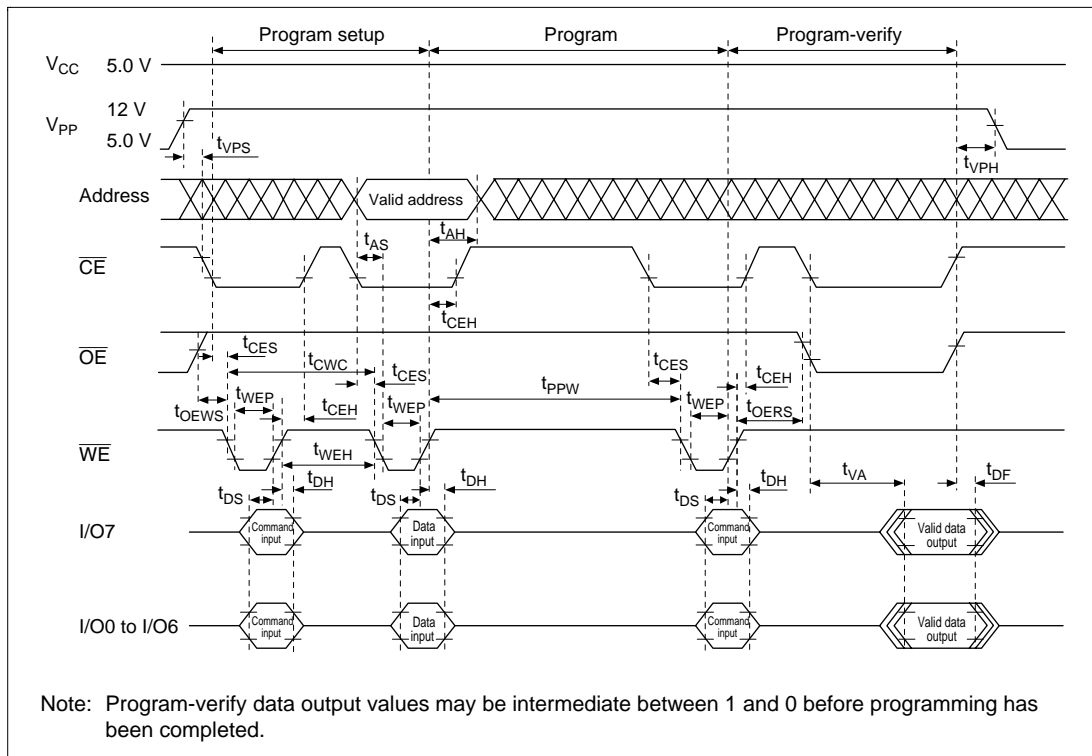 Program setup Program Program-verify
VCC 5.0 V
12 V
VPP
5.0 V
tVPS
tVPH
Address Valid address
tAS tAH
CE
tCEH
OE
tCES tCWC tCES tCES tCEH
tPPW
tOEWS tWEP tCEH tWEP tWEP tOERS
WE
tWEH
tDS tDH tDS tDH tDS tDH tVA tDF
I/O7 Command input Data input Command input Valid data output
I/O0 to I/O6 Command input Data input Command input Valid data output
Note: Program-verify data output values may be intermediate between 1 and 0 before programming has
been completed.